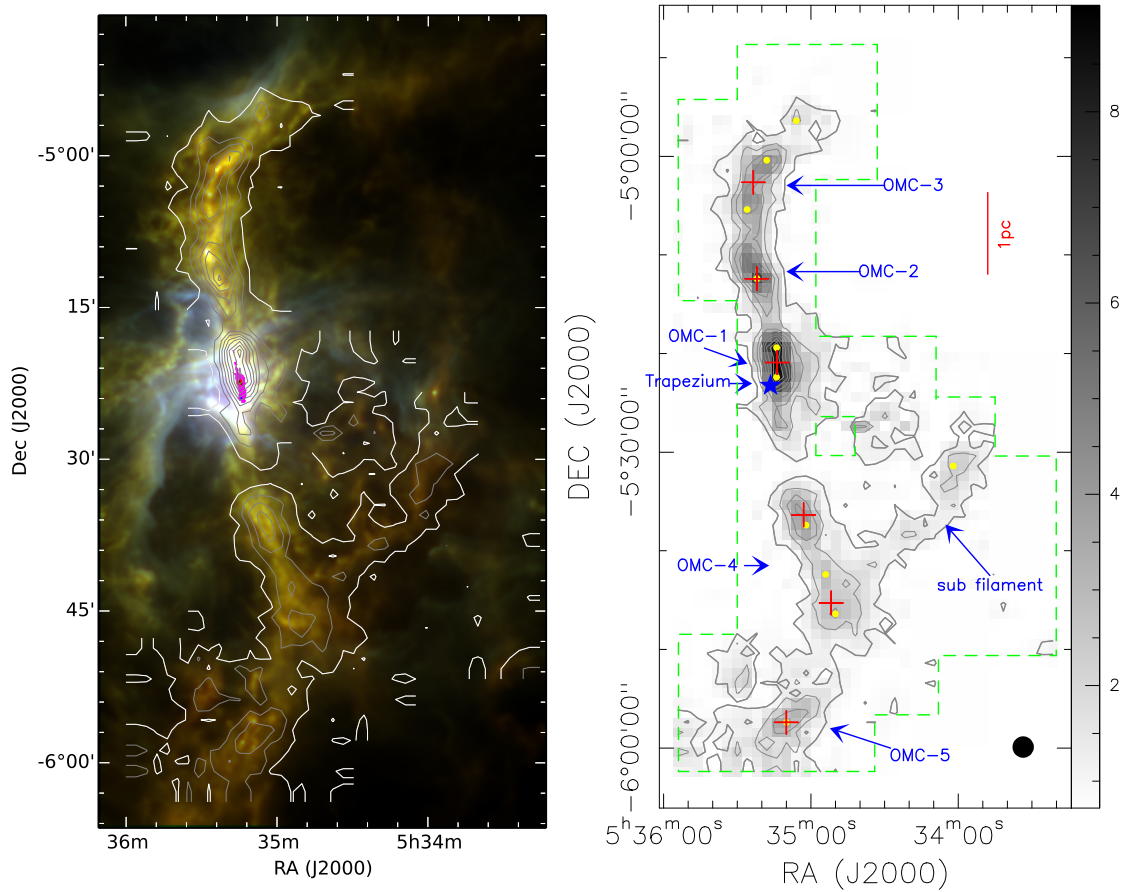 -5°00'
15'
30'
45'
-6°00'
Dec (J2000)
36m
35m
5h34m
RA (J2000)
-5°00'00''
-5°30'00''
-6°00'00''
DEC (J2000)
OMC-3
1pc
OMC-2
OMC-1
Trapezium
OMC-4
sub filament
OMC-5
5h36m00s
35m00s
34m00s
RA (J2000)
8
6
4
2